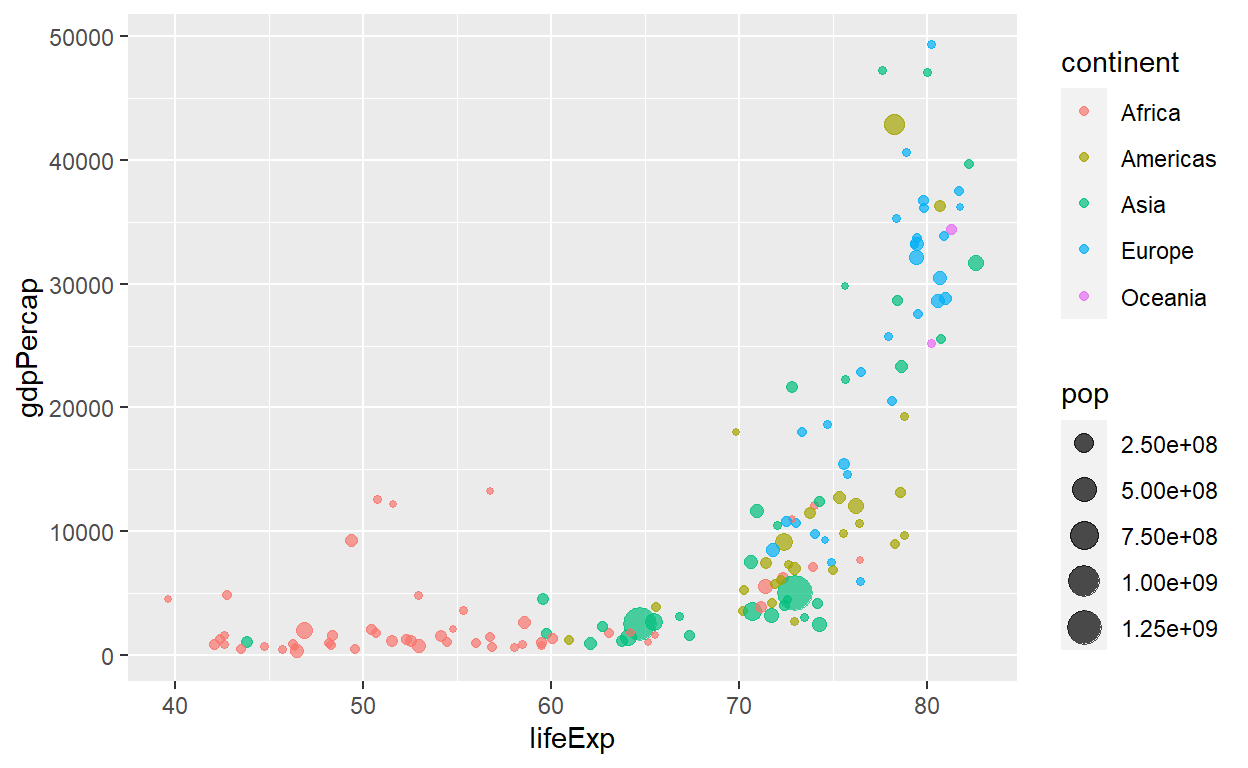 50000
40000
30000
20000
10000
0
gdpPercap
40 50 60 70 80
lifeExp
continent
Africa
Americas
Asia
Europe
Oceania
pop
2.50e+08
5.00e+08
7.50e+08
1.00e+09
1.25e+09